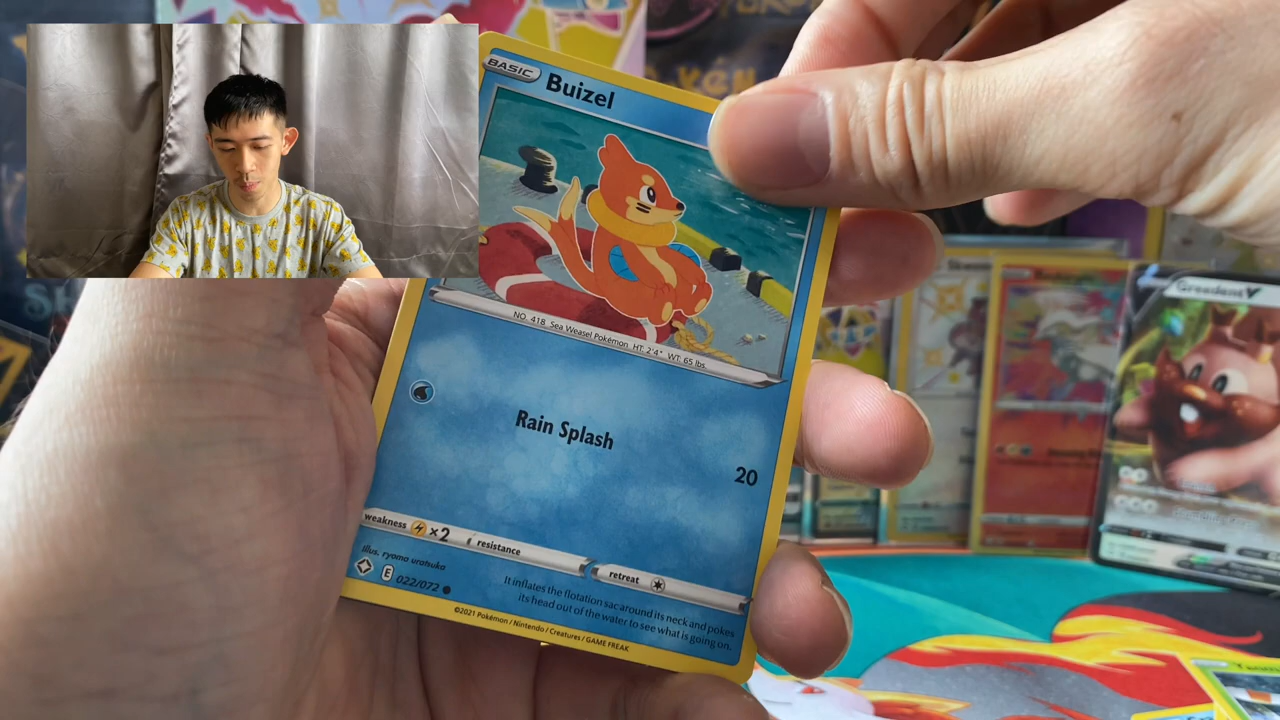 BASIC
Buizel
NO. 418 Sea Weasel Pokémon HT: 2'4" WT: 65 lbs.
Rain Splash
20
weakness ×2 resistance
retreat
Illus. ryoma uratsuka
E 022/072
It inflates the flotation sac around its neck and pokes
its head out of the water to see what is going on.
©2021 Pokémon / Nintendo / Creatures / GAME FREAK
Greedent V